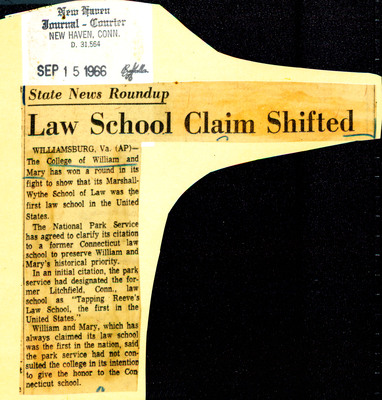 New Haven
Journal - Courier
NEW HAVEN, CONN.
D. 31,564
SEP 15 1966
State News Roundup
Law School Claim Shifted
WILLIAMSBURG, Va. (AP)—
The College of William and
Mary has won a round in its
fight to show that its Marshall-
Wythe School of Law was the
first law school in the United
States.
The National Park Service
has agreed to clarify its citation
to a former Connecticut law
school to preserve William and
Mary's historical priority.
In an initial citation, the park
service had designated the for-
mer Litchfield, Conn., law
school as "Tapping Reeve's
Law School, the first in the
United States."
William and Mary, which has
always claimed its law school
was the first in the nation, said
the park service had not con
sulted the college in its intention
to give the honor to the Con
necticut school.